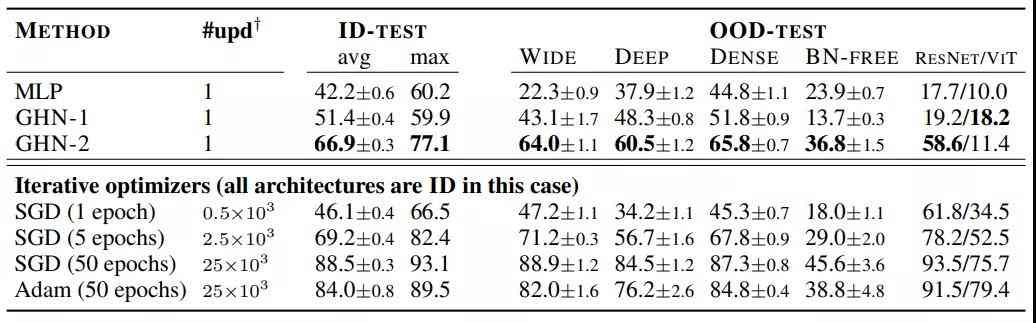 METHOD #upd† ID-TEST OOD-TEST
avg max WIDE DEEP DENSE BN-FREE RESNET/VIT
MLP 1 42.2±0.6 60.2 22.3±0.9 37.9±1.2 44.8±1.1 23.9±0.7 17.7/10.0
GHN-1 1 51.4±0.4 59.9 43.1±1.7 48.3±0.8 51.8±0.9 13.7±0.3 19.2/18.2
GHN-2 1 66.9±0.3 77.1 64.0±1.1 60.5±1.2 65.8±0.7 36.8±1.5 58.6/11.4
Iterative optimizers (all architectures are ID in this case)
SGD (1 epoch) 0.5×10³ 46.1±0.4 66.5 47.2±1.1 34.2±1.1 45.3±0.7 18.0±1.1 61.8/34.5
SGD (5 epochs) 2.5×10³ 69.2±0.4 82.4 71.2±0.3 56.7±1.6 67.8±0.9 29.0±2.0 78.2/52.5
SGD (50 epochs) 25×10³ 88.5±0.3 93.1 88.9±1.2 84.5±1.2 87.3±0.8 45.6±3.6 93.5/75.7
Adam (50 epochs) 25×10³ 84.0±0.8 89.5 82.0±1.6 76.2±2.6 84.8±0.4 38.8±4.8 91.5/79.4